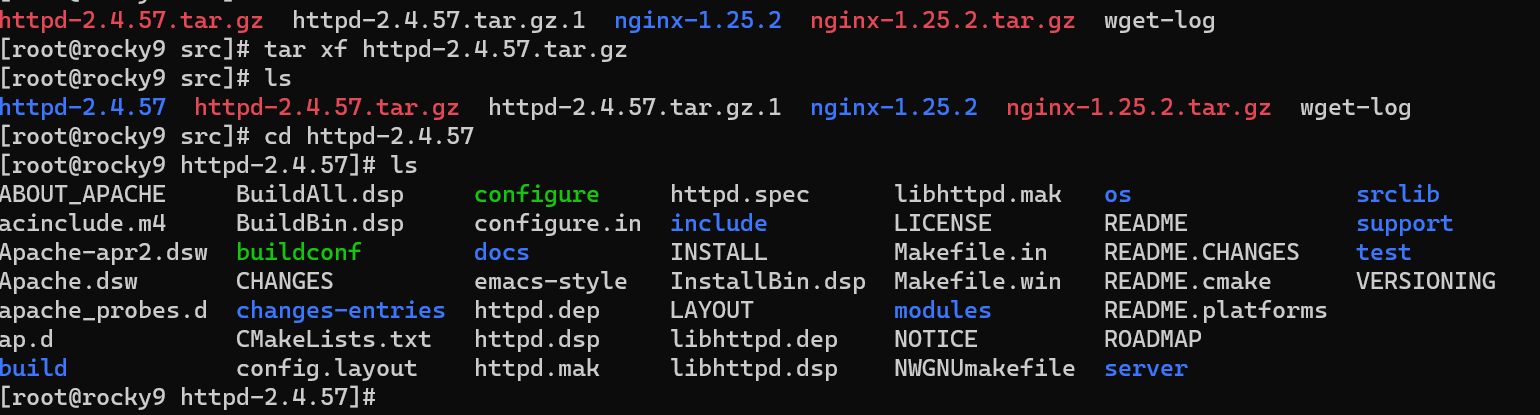 httpd-2.4.57.tar.gz  httpd-2.4.57.tar.gz.1  nginx-1.25.2  nginx-1.25.2.tar.gz  wget-log
[root@rocky9 src]# tar xf httpd-2.4.57.tar.gz
[root@rocky9 src]# ls
httpd-2.4.57  httpd-2.4.57.tar.gz  httpd-2.4.57.tar.gz.1  nginx-1.25.2  nginx-1.25.2.tar.gz  wget-log
[root@rocky9 src]# cd httpd-2.4.57
[root@rocky9 httpd-2.4.57]# ls
ABOUT_APACHE     BuildAll.dsp     configure     httpd.spec      libhttpd.mak   os                srclib
acinclude.m4     BuildBin.dsp     configure.in  include         LICENSE        README            support
Apache-apr2.dsw  buildconf        docs          INSTALL         Makefile.in    README.CHANGES    test
Apache.dsw       CHANGES          emacs-style   InstallBin.dsp  Makefile.win   README.cmake      VERSIONING
apache_probes.d  changes-entries  httpd.dep     LAYOUT          modules        README.platforms
ap.d             CMakeLists.txt   httpd.dsp     libhttpd.dep    NOTICE         ROADMAP
build            config.layout    httpd.mak     libhttpd.dsp    NWGNUmakefile  server
[root@rocky9 httpd-2.4.57]#